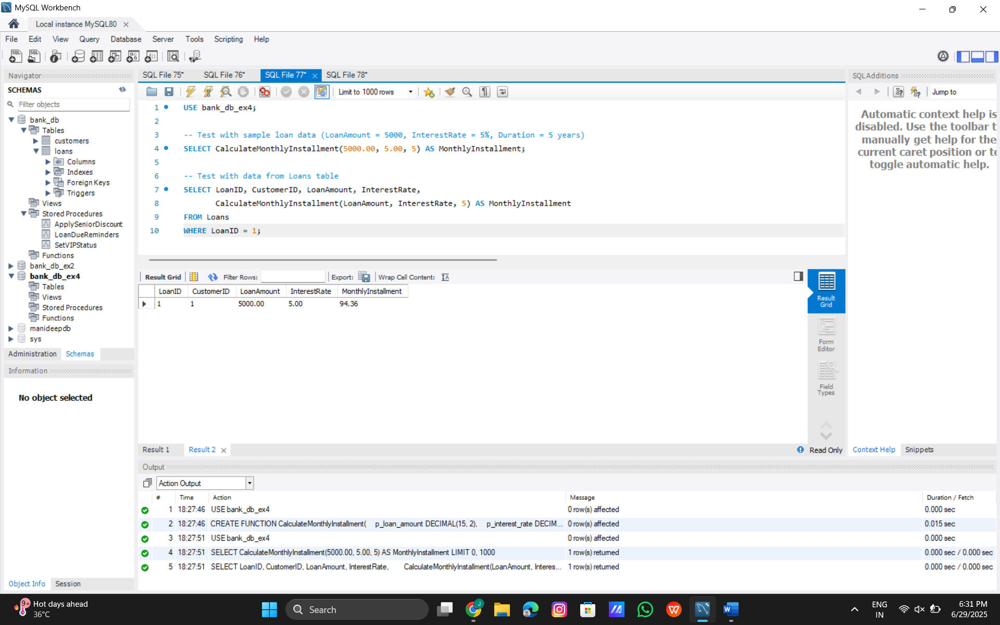 MySQL Workbench
Local instance MySQL80
File Edit View Query Database Server Tools Scripting Help
Navigator
SCHEMAS
Filter objects
bank_db
Tables
customers
loans
Columns
Indexes
Foreign Keys
Triggers
Views
Stored Procedures
ApplySeniorDiscount
LoanDueReminders
SetVIPStatus
Functions
bank_db_ex2
bank_db_ex4
Tables
Views
Stored Procedures
Functions
manideepdb
sys
Administration Schemas
Information
No object selected
Object Info Session
SQL File 75* SQL File 76* SQL File 77* SQL File 78*
Limit to 1000 rows
1 USE bank_db_ex4;
2
3 -- Test with sample loan data (LoanAmount = 5000, InterestRate = 5%, Duration = 5 years)
4 SELECT CalculateMonthlyInstallment(5000.00, 5.00, 5) AS MonthlyInstallment;
5
6 -- Test with data from Loans table
7 SELECT LoanID, CustomerID, LoanAmount, InterestRate,
8 CalculateMonthlyInstallment(LoanAmount, InterestRate, 5) AS MonthlyInstallment
9 FROM Loans
10 WHERE LoanID = 1;
Result Grid Filter Rows: Export: Wrap Cell Content:
LoanID CustomerID LoanAmount InterestRate MonthlyInstallment
1 1 5000.00 5.00 94.36
Result
Grid
Form
Editor
Field
Types
Result 1 Result 2
Read Only
SQLAdditions
Jump to
Automatic context help is
disabled. Use the toolbar t
manually get help for the
current caret position or to
toggle automatic help.
Context Help Snippets
Output
Action Output
# Time Action Message Duration / Fetch
1 18:27:46 USE bank_db_ex4 0 row(s) affected 0.000 sec
2 18:27:46 CREATE FUNCTION CalculateMonthlyInstallment( p_loan_amount DECIMAL(15, 2), p_interest_rate DECIM... 0 row(s) affected 0.015 sec
3 18:27:51 USE bank_db_ex4 0 row(s) affected 0.000 sec
4 18:27:51 SELECT CalculateMonthlyInstallment(5000.00, 5.00, 5) AS MonthlyInstallment LIMIT 0, 1000 1 row(s) returned 0.000 sec / 0.000 sec
5 18:27:51 SELECT LoanID, CustomerID, LoanAmount, InterestRate, CalculateMonthlyInstallment(LoanAmount, Interes... 1 row(s) returned 0.000 sec / 0.000 sec
9+
Hot days ahead
36°C
Search
J
W
W
ENG
IN
6:31 PM
6/29/2025